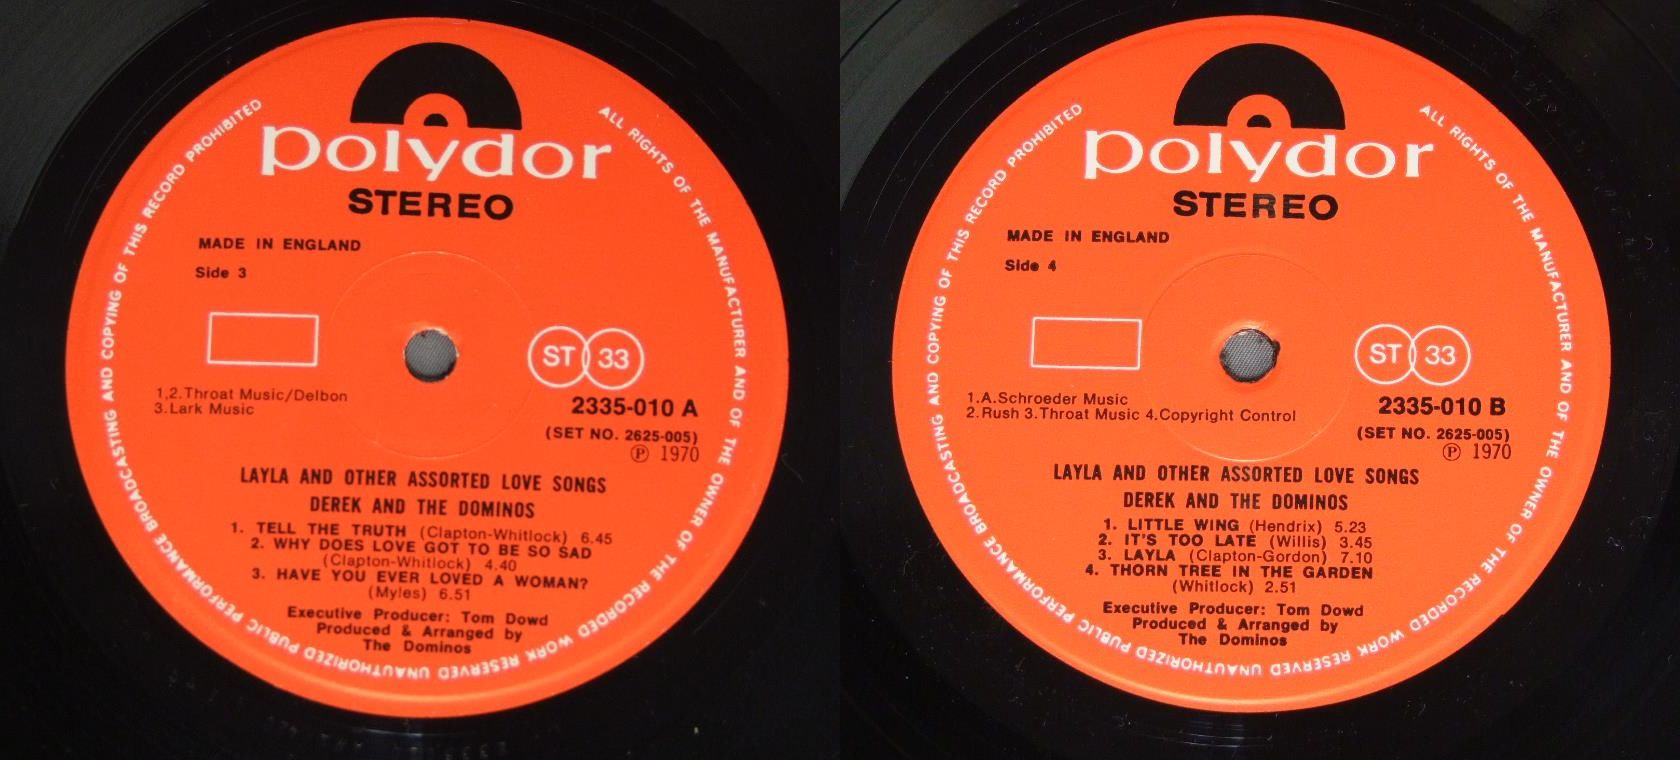 polydor
STEREO
MADE IN ENGLAND
Side 3
ST 33
1,2.Throat Music/Delbon
3.Lark Music
2335-010 A
(SET NO. 2625-005)
℗ 1970
LAYLA AND OTHER ASSORTED LOVE SONGS
DEREK AND THE DOMINOS
1. TELL THE TRUTH (Clapton-Whitlock) 6.45
2. WHY DOES LOVE GOT TO BE SO SAD
(Clapton-Whitlock) 4.40
3. HAVE YOU EVER LOVED A WOMAN?
(Myles) 6.51
Executive Producer: Tom Dowd
Produced & Arranged by
The Dominos
ALL RIGHTS OF THE MANUFACTURER AND OF THE OWNER OF THE RECORDED WORK RESERVED UNAUTHORIZED PUBLIC PERFORMANCE BROADCASTING AND COPYING OF THIS RECORD PROHIBITED
polydor
STEREO
MADE IN ENGLAND
Side 4
ST 33
1.A.Schroeder Music
2.Rush 3.Throat Music 4.Copyright Control
2335-010 B
(SET NO. 2625-005)
℗ 1970
LAYLA AND OTHER ASSORTED LOVE SONGS
DEREK AND THE DOMINOS
1. LITTLE WING (Hendrix) 5.23
2. IT'S TOO LATE (Willis) 3.45
3. LAYLA (Clapton-Gordon) 7.10
4. THORN TREE IN THE GARDEN
(Whitlock) 2.51
Executive Producer: Tom Dowd
Produced & Arranged by
The Dominos
ALL RIGHTS OF THE MANUFACTURER AND OF THE OWNER OF THE RECORDED WORK RESERVED UNAUTHORIZED PUBLIC PERFORMANCE BROADCASTING AND COPYING OF THIS RECORD PROHIBITED